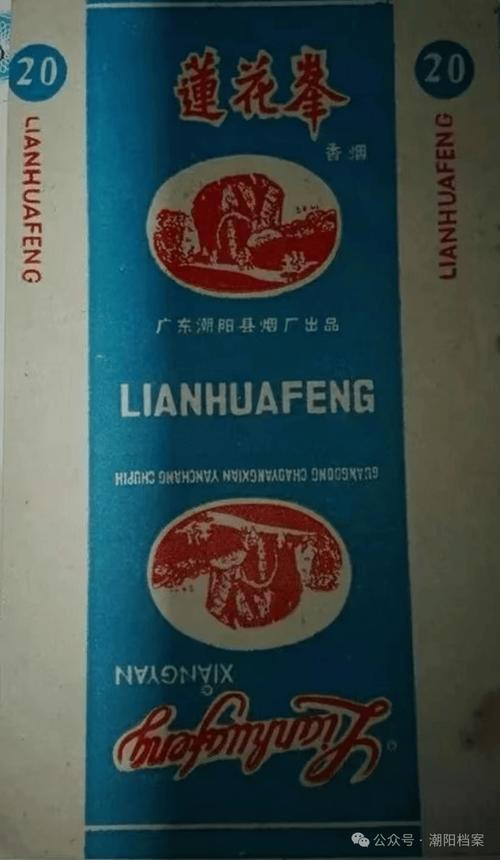 20
20
LIANHUAFENG
LIANHUAFENG
蓮花峯
香烟
广东潮阳县烟厂出品
LIANHUAFENG
GUANGDONG CHAOYANGXIAN YANCHANG CHUPIH
XIANGYAN
Lianhuafeng
公众号·潮阳档案